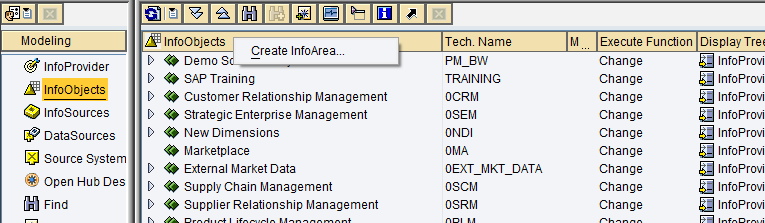 Modeling
InfoProvider
InfoObjects
InfoSources
DataSources
Source System
Open Hub Des
Find
InfoObjects Tech. Name M... Execute Function Display Tree
Create InfoArea...
Demo S PM_BW Change InfoProvi
SAP Training TRAINING Change InfoProvi
Customer Relationship Management 0CRM Change InfoProvi
Strategic Enterprise Management 0SEM Change InfoProvi
New Dimensions 0NDI Change InfoProvi
Marketplace 0MA Change InfoProvi
External Market Data 0EXT_MKT_DATA Change InfoProvi
Supply Chain Management 0SCM Change InfoProvi
Supplier Relationship Management 0SRM Change InfoProvi
Product Lifecycle Management 0PLM Change InfoProvi